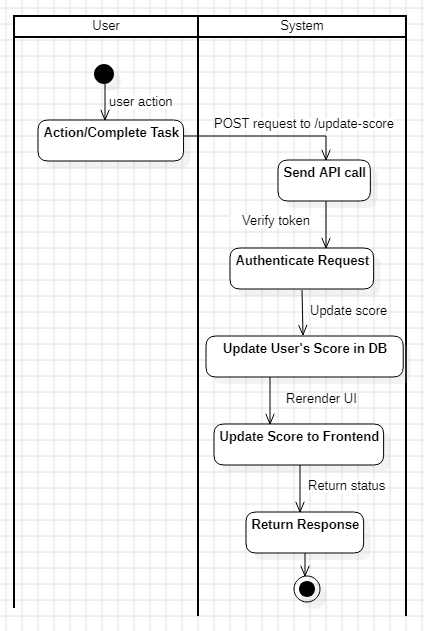 User
System
user action
Action/Complete Task
POST request to /update-score
Send API call
Verify token
Authenticate Request
Update score
Update User's Score in DB
Rerender UI
Update Score to Frontend
Return status
Return Response